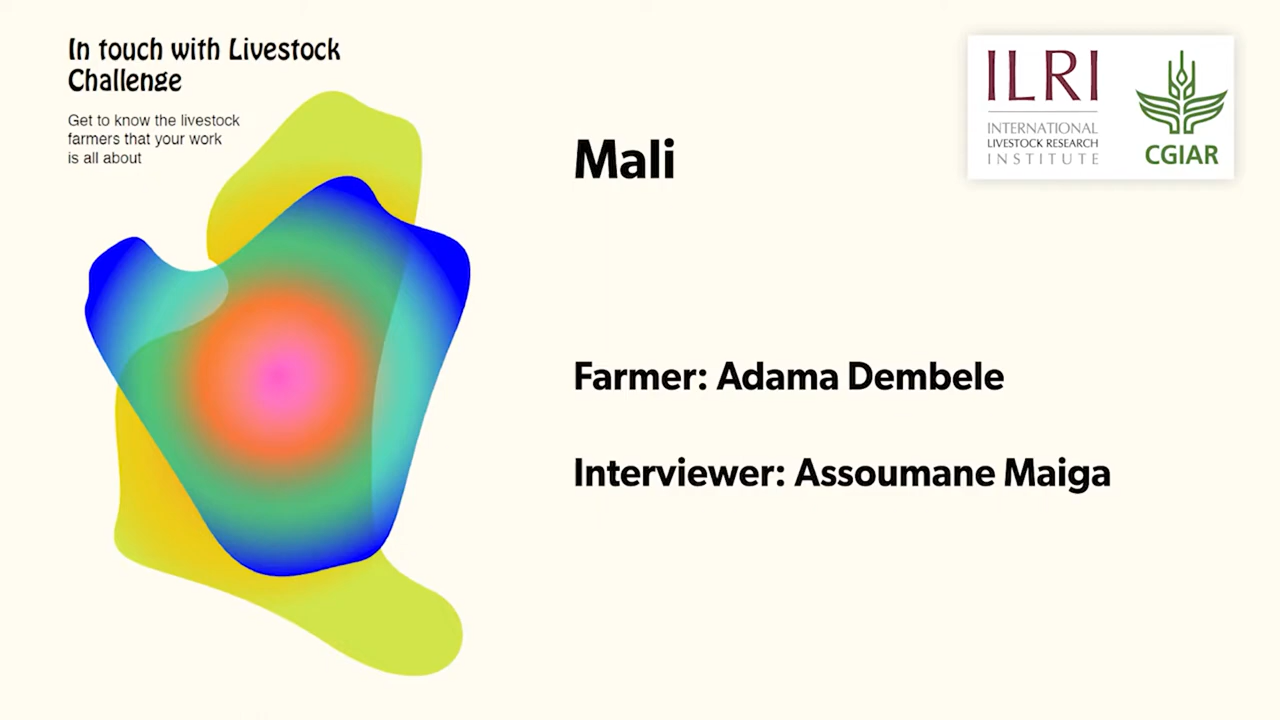 In touch with Livestock
Challenge
Get to know the livestock
farmers that your work
is all about
Mali
Farmer: Adama Dembele
Interviewer: Assoumane Maiga
ILRI
INTERNATIONAL
LIVESTOCK RESEARCH
INSTITUTE
CGIAR